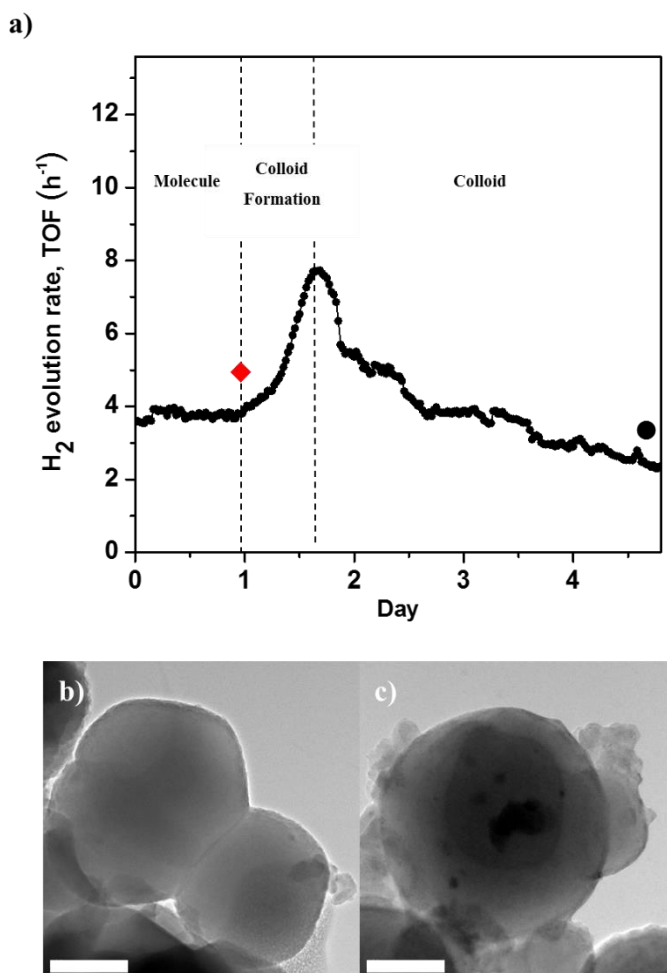 a)
H2 evolution rate, TOF (h-1)
12
10
8
6
4
2
0
Molecule
Colloid
Formation
Colloid
0 1 2 3 4
Day
b)
c)